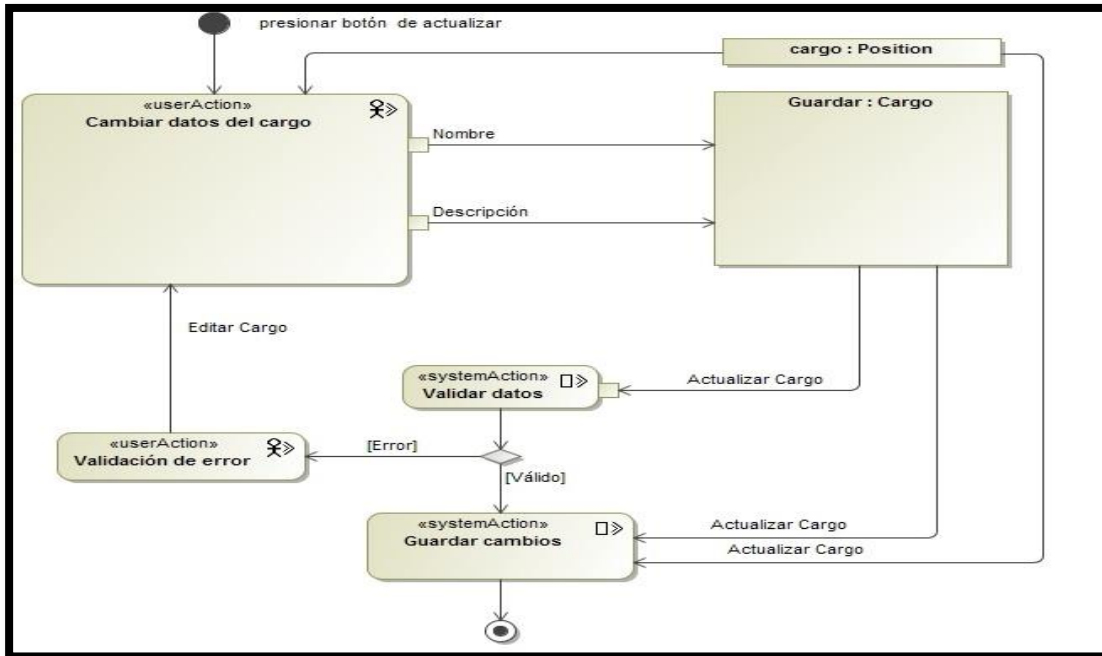 presionar botón de actualizar
cargo : Position
«userAction»
Cambiar datos del cargo
Guardar : Cargo
Nombre
Descripción
Editar Cargo
«systemAction»
Validar datos
Actualizar Cargo
«userAction»
Validación de error
[Error]
[Válido]
«systemAction»
Guardar cambios
Actualizar Cargo
Actualizar Cargo